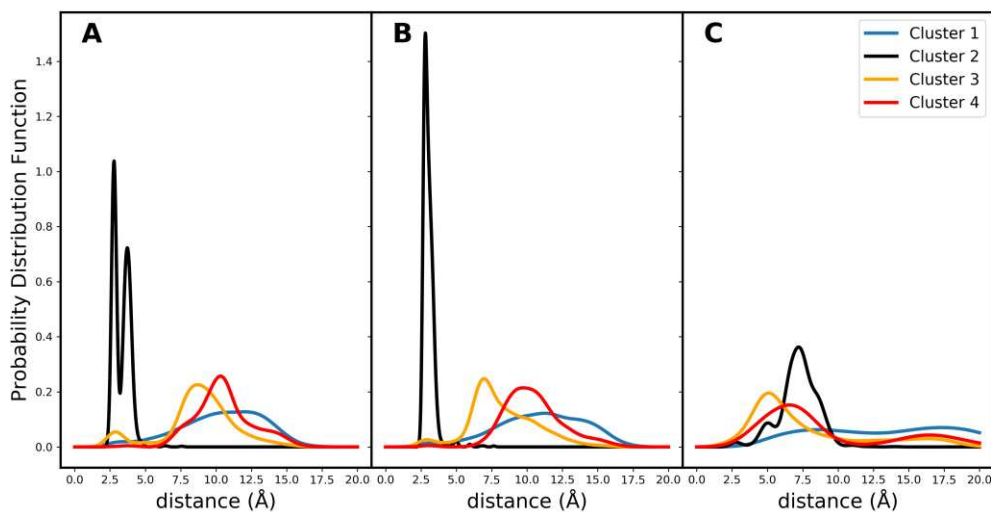 A
B
C
Cluster 1
Cluster 2
Cluster 3
Cluster 4
Probability Distribution Function
1.4
1.2
1.0
0.8
0.6
0.4
0.2
0.0
0.0 2.5 5.0 7.5 10.0 12.5 15.0 17.5 20.0
0.0 2.5 5.0 7.5 10.0 12.5 15.0 17.5 20.0
0.0 2.5 5.0 7.5 10.0 12.5 15.0 17.5 20.0
distance (Å)
distance (Å)
distance (Å)